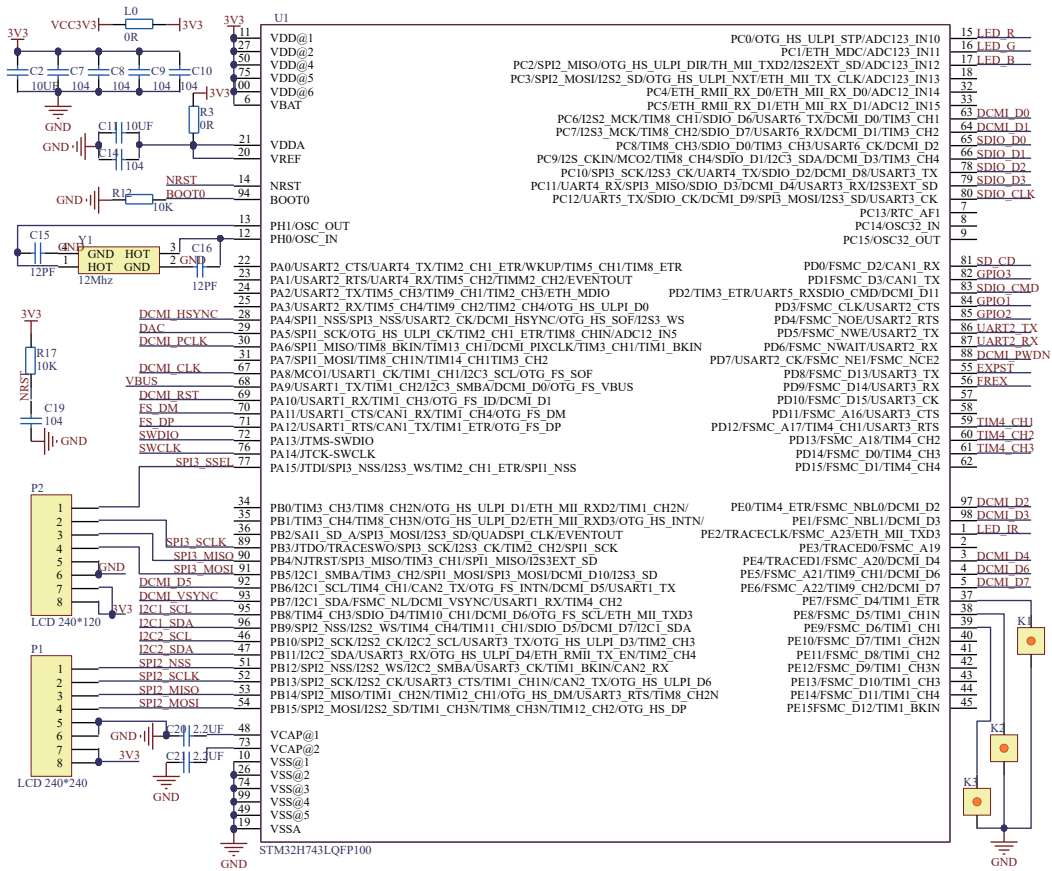 L0
VCC3V3
3V3
0R
3V3
C2
C7
C8
C9
C10
10UF
104
104
104
104
GND
3V3
R3
0R
C11
10UF
GND
C14
104
NRST
R12
BOOT0
GND
10K
C15
GND
4
1
Y1
GND HOT
HOT GND
3
2
GND
C16
12PF
12Mhz
12PF
3V3
R17
10K
NRST
C19
104
GND
3V3
U1
11 VDD@1
27 VDD@2
50 VDD@4
75 VDD@5
00 VDD@6
6 VBAT
21 VDDA
20 VREF
14 NRST
94 BOOT0
13 PH1/OSC_OUT
12 PH0/OSC_IN
22 PA0/USART2_CTS/UART4_TX/TIM2_CH1_ETR/WKUP/TIM5_CH1/TIM8_ETR
23 PA1/USART2_RTS/UART4_RX/TIM5_CH2/TIMM2_CH2/EVENTOUT
24 PA2/USART2_TX/TIM5_CH3/TIM9_CH1/TIM2_CH3/ETH_MDIO
25 PA3/USART2_RX/TIM5_CH4/TIM9_CH2/TIM2_CH4/OTG_HS_ULPI_D0
DCMI_HSYNC 28 PA4/SPI1_NSS/SPI3_NSS/USART2_CK/DCMI_HSYNC/OTG_HS_SOF/I2S3_WS
DAC 29 PA5/SPI1_SCK/OTG_HS_ULPI_CK/TIM2_CH1_ETR/TIM8_CHIN/ADC12_IN5
DCMI_PCLK 30 PA6/SPI1_MISO/TIM8_BKIN/TIM13_CH1/DCMI_PIXCLK/TIM3_CH1/TIM1_BKIN
31 PA7/SPI1_MOSI/TIM8_CH1N/TIM14_CH1/TIM3_CH2
DCMI_CLK 67 PA8/MCO1/USART1_CK/TIM1_CH1/I2C3_SCL/OTG_FS_SOF
VBUS 68 PA9/USART1_TX/TIM1_CH2/I2C3_SMBA/DCMI_D0/OTG_FS_VBUS
DCMI_RST 69 PA10/USART1_RX/TIM1_CH3/OTG_FS_ID/DCMI_D1
FS_DM 70 PA11/USART1_CTS/CAN1_RX/TIM1_CH4/OTG_FS_DM
FS_DP 71 PA12/USART1_RTS/CAN1_TX/TIM1_ETR/OTG_FS_DP
SWDIO 72 PA13/JTMS-SWDIO
SWCLK 76 PA14/JTCK-SWCLK
SPI3_SSEL 77 PA15/JTDI/SPI3_NSS/I2S3_WS/TIM2_CH1_ETR/SPI1_NSS
34 PB0/TIM3_CH3/TIM8_CH2N/OTG_HS_ULPI_D1/ETH_MII_RXD2/TIM1_CH2N/
35 PB1/TIM3_CH4/TIM8_CH3N/OTG_HS_ULPI_D2/ETH_MII_RXD3/OTG_HS_INTN/
36 PB2/SAI1_SD_A/SPI3_MOSI/I2S3_SD/QUADSPI_CLK/EVENTOUT
SPI3_SCLK 89 PB3/JTDO/TRACESWO/SPI3_SCK/I2S3_CK/TIM2_CH2/SPI1_SCK
SPI3_MISO 90 PB4/NJTRST/SPI3_MISO/TIM3_CH1/SPI1_MISO/I2S3EXT_SD
SPI3_MOSI 91 PB5/I2C1_SMBA/TIM3_CH2/SPI1_MOSI/SPI3_MOSI/DCMI_D10/I2S3_SD
DCMI_D5 92 PB6/I2C1_SCL/TIM4_CH1/CAN2_TX/OTG_FS_INTN/DCMI_D5/USART1_TX
DCMI_VSYNC 93 PB7/I2C1_SDA/FSMC_NL/DCMI_VSYNC/USART1_RX/TIM4_CH2
I2C1_SCL 95 PB8/TIM4_CH3/SDIO_D4/TIM10_CH1/DCMI_D6/OTG_FS_SCL/ETH_MII_TXD3
I2C1_SDA 96 PB9/SPI2_NSS/I2S2_WS/TIM4_CH4/TIM11_CH1/SDIO_D5/DCMI_D7/I2C1_SDA
I2C2_SCL 46 PB10/SPI2_SCK/I2S2_CK/I2C2_SCL/USART3_TX/OTG_HS_ULPI_D3/TIM2_CH3
I2C2_SDA 47 PB11/I2C2_SDA/USART3_RX/OTG_HS_ULPI_D4/ETH_RMII_TX_EN/TIM2_CH4
SPI2_NSS 51 PB12/SPI2_NSS/I2S2_WS/I2C2_SMBA/USART3_CK/TIM1_BKIN/CAN2_RX
SPI2_SCLK 52 PB13/SPI2_SCK/I2S2_CK/USART3_CTS/TIM1_CH1N/CAN2_TX/OTG_HS_ULPI_D6
SPI2_MISO 53 PB14/SPI2_MISO/TIM1_CH2N/TIM12_CH1/OTG_HS_DM/USART3_RTS/TIM8_CH2N
SPI2_MOSI 54 PB15/SPI2_MOSI/I2S2_SD/TIM1_CH3N/TIM8_CH3N/TIM12_CH2/OTG_HS_DP
48 VCAP@1
73 VCAP@2
10 VSS@1
26 VSS@2
74 VSS@3
99 VSS@4
49 VSS@5
19 VSSA
GND
STM32H743LQFP100
P2
1
2
3
4
5
6
7
8
GND
3V3
LCD 240*120
P1
1
2
3
4
5
6
7
8
GND
3V3
LCD 240*240
C20 2.2UF
C21 2.2UF
GND
PC0/OTG_HS_ULPI_STP/ADC123_IN10 15 LED_R
PC1/ETH_MDC/ADC123_IN11 16 LED_G
PC2/SPI2_MISO/OTG_HS_ULPI_DIR/TH_MII_TXD2/I2S2EXT_SD/ADC123_IN12 17 LED_B
PC3/SPI2_MOSI/I2S2_SD/OTG_HS_ULPI_NXT/ETH_MII_TX_CLK/ADC123_IN13 18
PC4/ETH_RMII_RX_D0/ETH_MII_RX_D0/ADC12_IN14 32
PC5/ETH_RMII_RX_D1/ETH_MII_RX_D1/ADC12_IN15 33
PC6/I2S2_MCK/TIM8_CH1/SDIO_D6/USART6_TX/DCMI_D0/TIM3_CH1 63 DCMI_D0
PC7/I2S3_MCK/TIM8_CH2/SDIO_D7/USART6_RX/DCMI_D1/TIM3_CH2 64 DCMI_D1
PC8/TIM8_CH3/SDIO_D0/TIM3_CH3/USART6_CK/DCMI_D2 65 SDIO_D0
PC9/I2S_CKIN/MCO2/TIM8_CH4/SDIO_D1/I2C3_SDA/DCMI_D3/TIM3_CH4 66 SDIO_D1
PC10/SPI3_SCK/I2S3_CK/UART4_TX/SDIO_D2/DCMI_D8/USART3_TX 78 SDIO_D2
PC11/UART4_RX/SPI3_MISO/SDIO_D3/DCMI_D4/USART3_RX/I2S3EXT_SD 79 SDIO_D3
PC12/UART5_TX/SDIO_CK/DCMI_D9/SPI3_MOSI/I2S3_SD/USART3_CK 80 SDIO_CLK
PC13/RTC_AF1 7
PC14/OSC32_IN 8
PC15/OSC32_OUT 9
PD0/FSMC_D2/CAN1_RX 81 SD_CD
PD1FSMC_D3/CAN1_TX 82 GPIO3
PD2/TIM3_ETR/UART5_RXSDIO_CMD/DCMI_D11 83 SDIO_CMD
PD3/FSMC_CLK/USART2_CTS 84 GPIO1
PD4/FSMC_NOE/USART2_RTS 85 GPIO2
PD5/FSMC_NWE/USART2_TX 86 UART2_TX
PD6/FSMC_NWAIT/USART2_RX 87 UART2_RX
PD7/USART2_CK/FSMC_NE1/FSMC_NCE2 88 DCMI_PWDN
PD8/FSMC_D13/USART3_TX 55 EXPST
PD9/FSMC_D14/USART3_RX 56 FREX
PD10/FSMC_D15/USART3_CK 57
PD11/FSMC_A16/USART3_CTS 58
PD12/FSMC_A17/TIM4_CH1/USART3_RTS 59 TIM4_CH1
PD13/FSMC_A18/TIM4_CH2 60 TIM4_CH2
PD14/FSMC_D0/TIM4_CH3 61 TIM4_CH3
PD15/FSMC_D1/TIM4_CH4 62
PE0/TIM4_ETR/FSMC_NBL0/DCMI_D2 97 DCMI_D2
PE1/FSMC_NBL1/DCMI_D3 98 DCMI_D3
PE2/TRACECLK/FSMC_A23/ETH_MII_TXD3 1 LED_IR
PE3/TRACED0/FSMC_A19 2
PE4/TRACED1/FSMC_A20/DCMI_D4 3 DCMI_D4
PE5/FSMC_A21/TIM9_CH1/DCMI_D6 4 DCMI_D6
PE6/FSMC_A22/TIM9_CH2/DCMI_D7 5 DCMI_D7
PE7/FSMC_D4/TIM1_ETR 37
PE8/FSMC_D5/TIM1_CH1N 38
PE9/FSMC_D6/TIM1_CH1 39
PE10/FSMC_D7/TIM1_CH2N 40
PE11/FSMC_D8/TIM1_CH2 41
PE12/FSMC_D9/TIM1_CH3N 42
PE13/FSMC_D10/TIM1_CH3 43
PE14/FSMC_D11/TIM1_CH4 44
PE15FSMC_D12/TIM1_BKIN 45
K1
K2
K3
GND